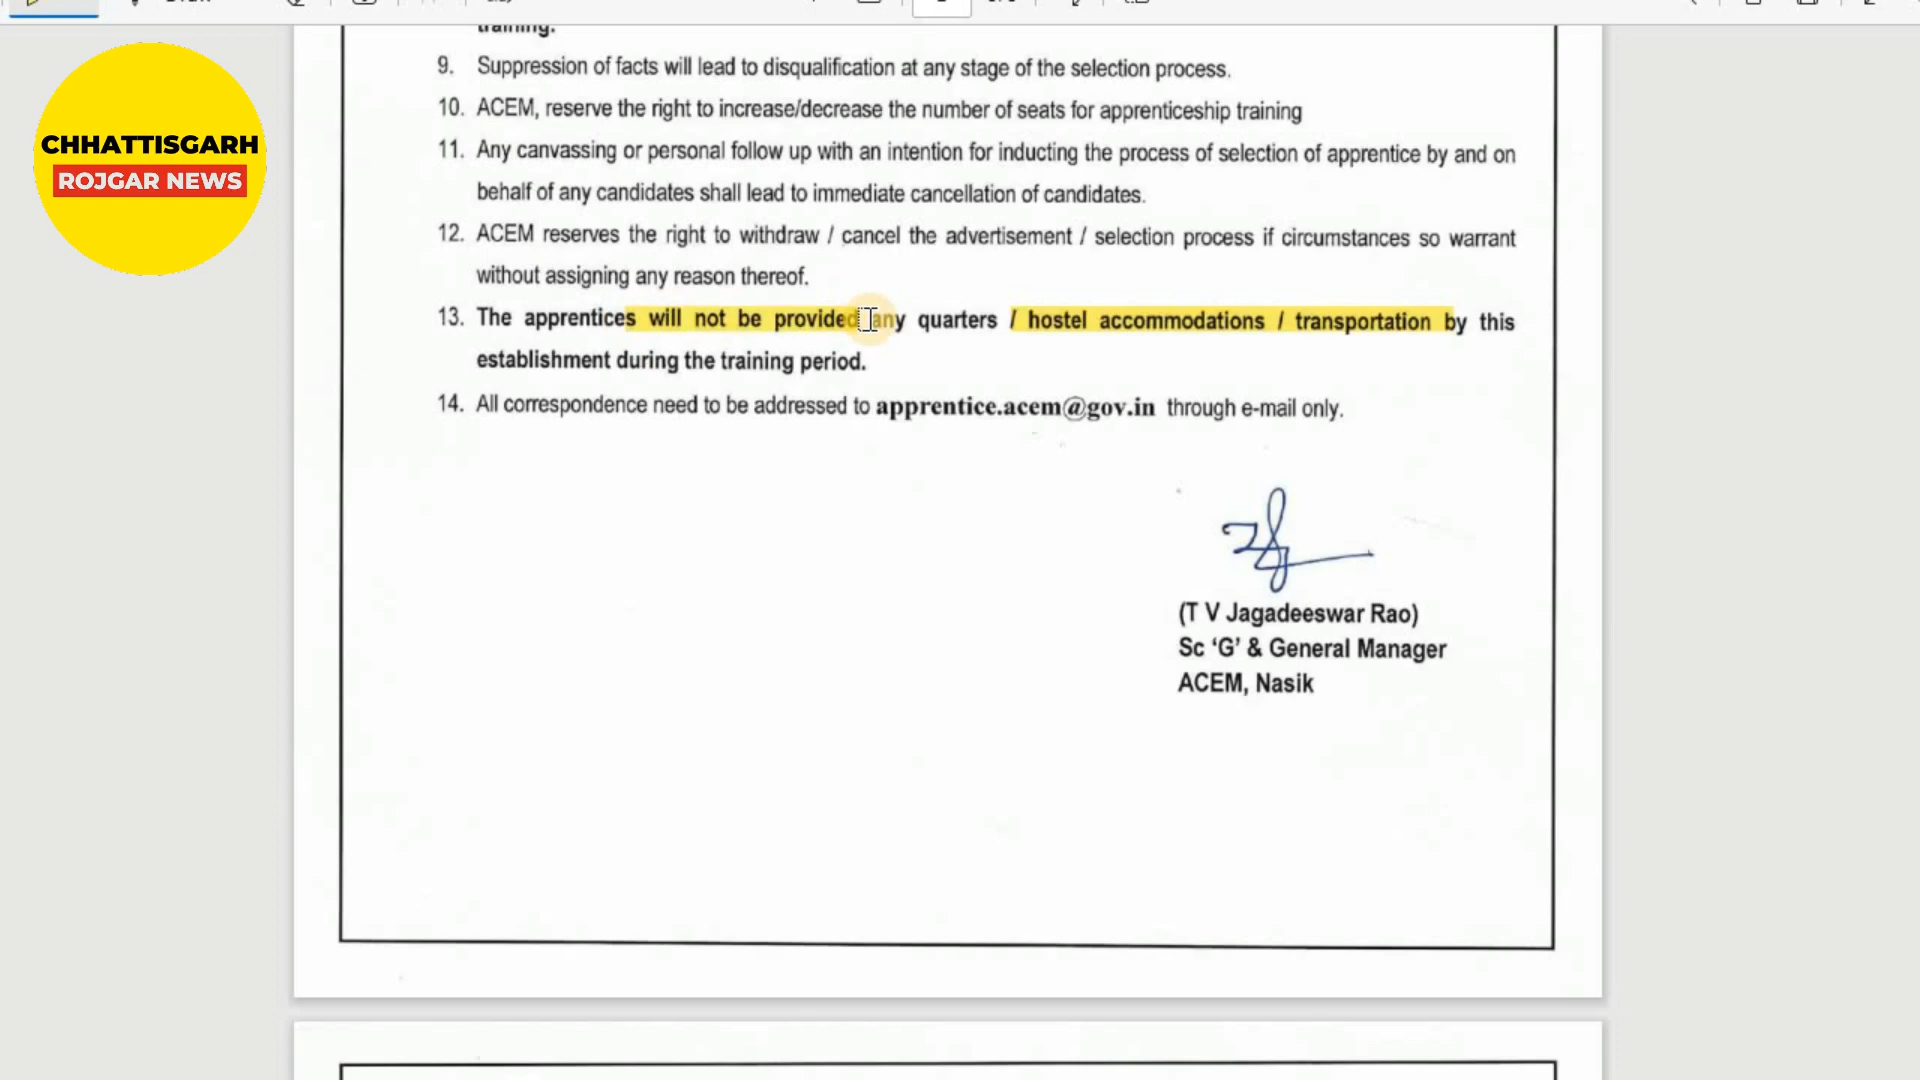 training.
CHHATTISGARH
ROJGAR NEWS
9. Suppression of facts will lead to disqualification at any stage of the selection process.
10. ACEM, reserve the right to increase/decrease the number of seats for apprenticeship training
11. Any canvassing or personal follow up with an intention for inducting the process of selection of apprentice by and on
behalf of any candidates shall lead to immediate cancellation of candidates.
12. ACEM reserves the right to withdraw / cancel the advertisement / selection process if circumstances so warrant
without assigning any reason thereof.
13. The apprentices will not be provided any quarters / hostel accommodations / transportation by this
establishment during the training period.
14. All correspondence need to be addressed to apprentice.acem@gov.in through e-mail only.
(T V Jagadeeswar Rao)
Sc ‘G’ & General Manager
ACEM, Nasik